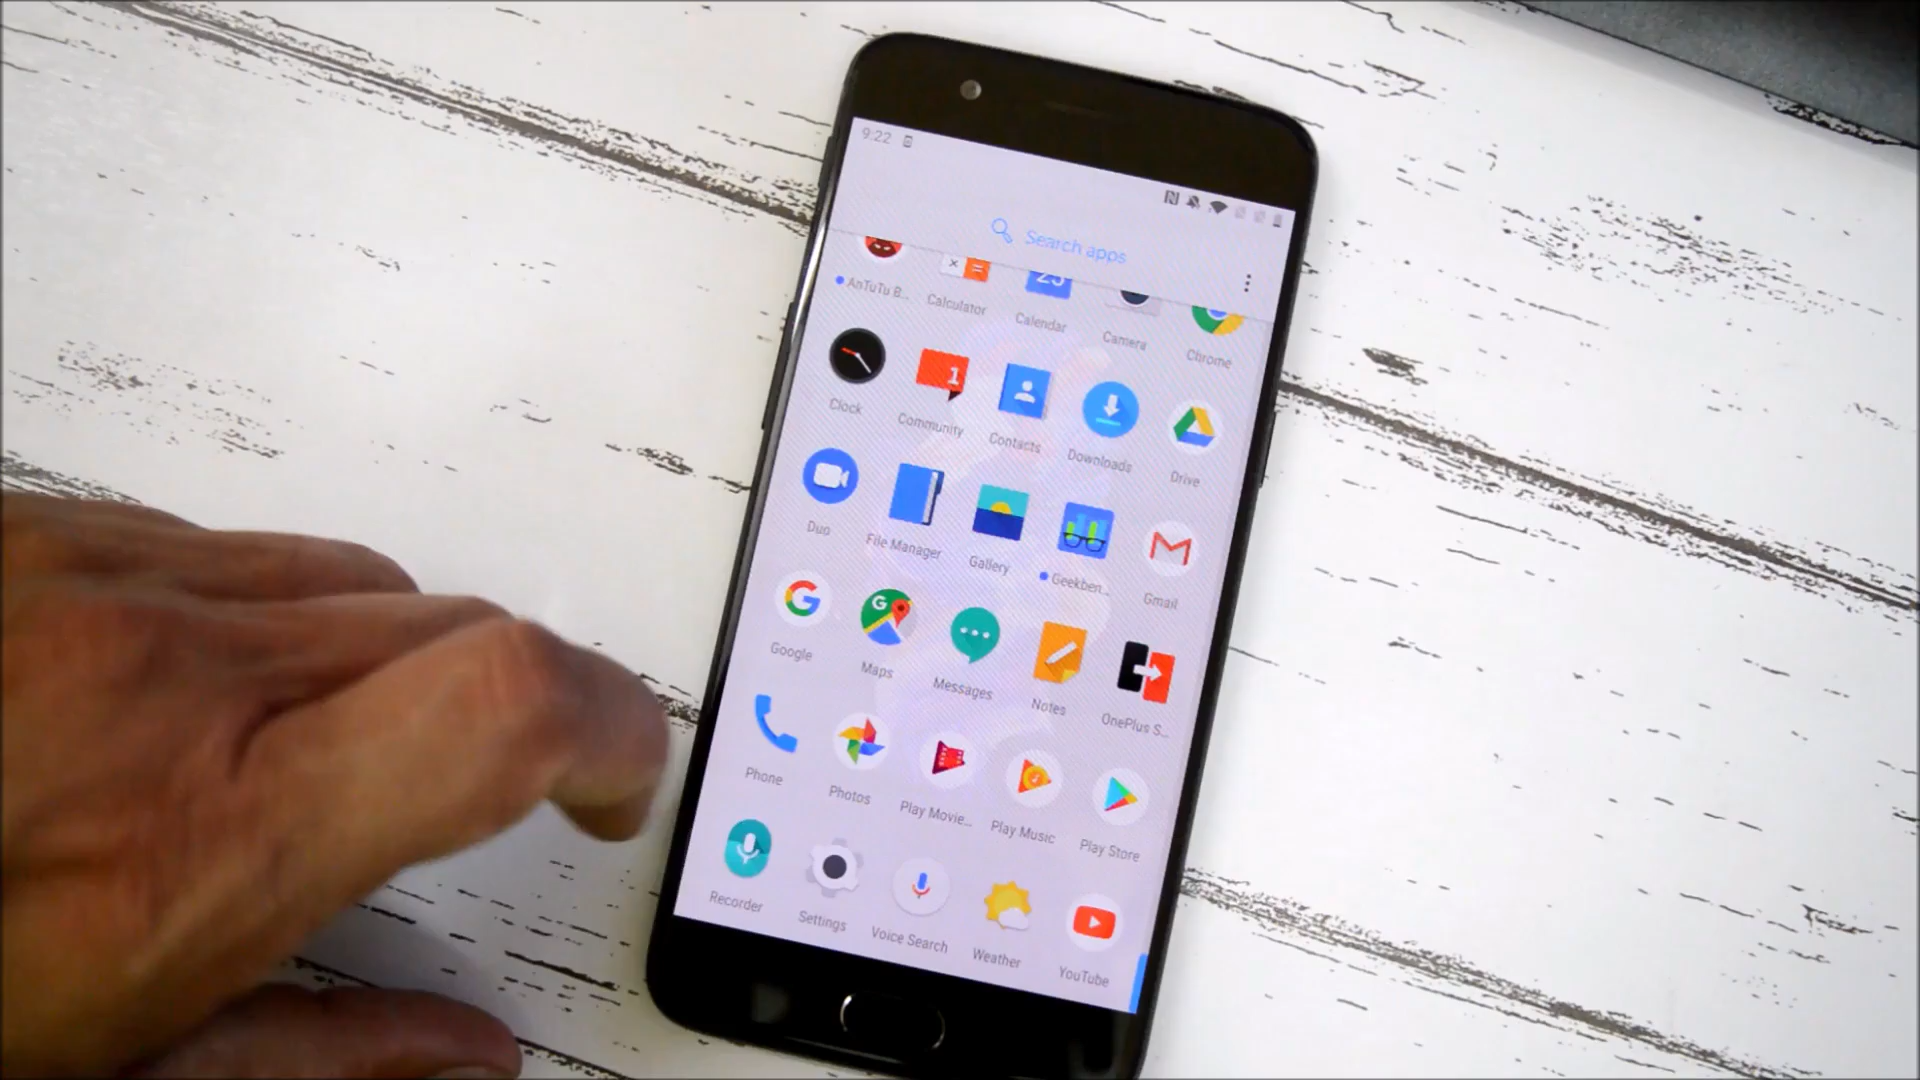 9:22
Search apps
AnTuTu B... Calculator Calendar Camera Chrome
Clock Community Contacts Downloads Drive
Duo File Manager Gallery Geekben... Gmail
Google Maps Messages Notes OnePlus S...
Phone Photos Play Movie... Play Music Play Store
Recorder Settings Voice Search Weather YouTube